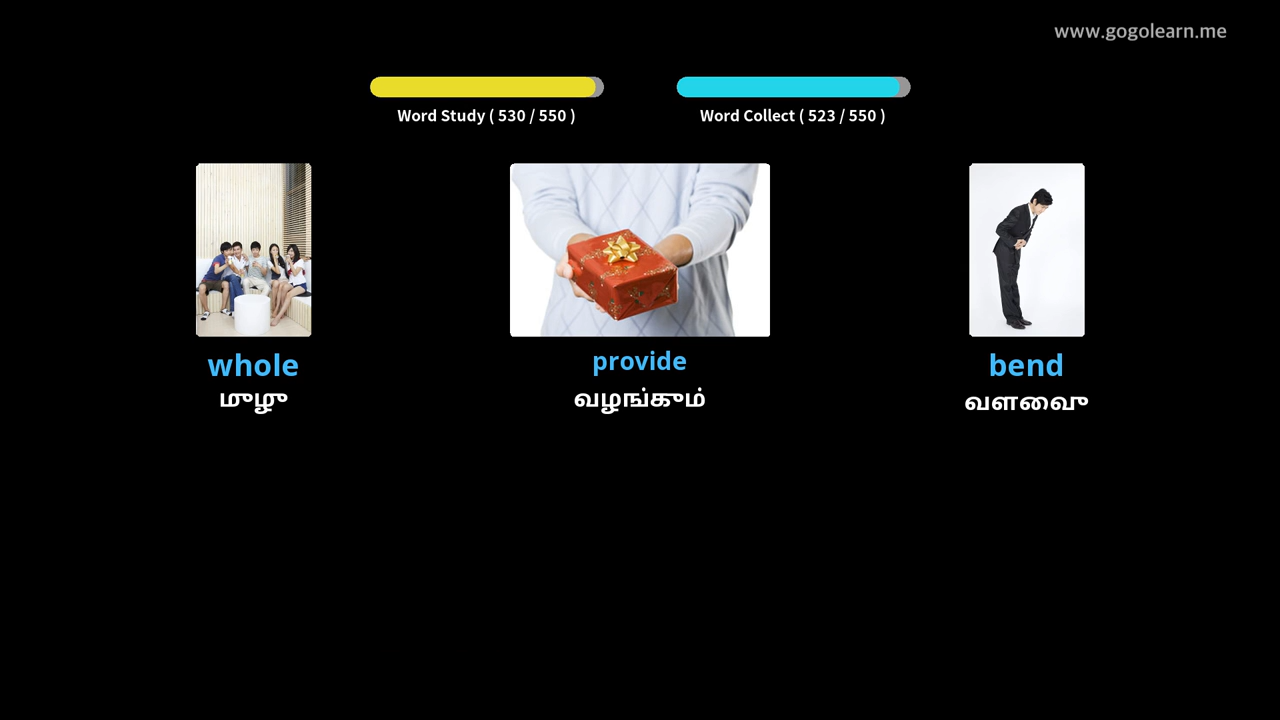 www.gogolearn.me
Word Study ( 530 / 550 )
Word Collect ( 523 / 550 )
whole
முழு
provide
வழங்கும்
bend
வளைவு